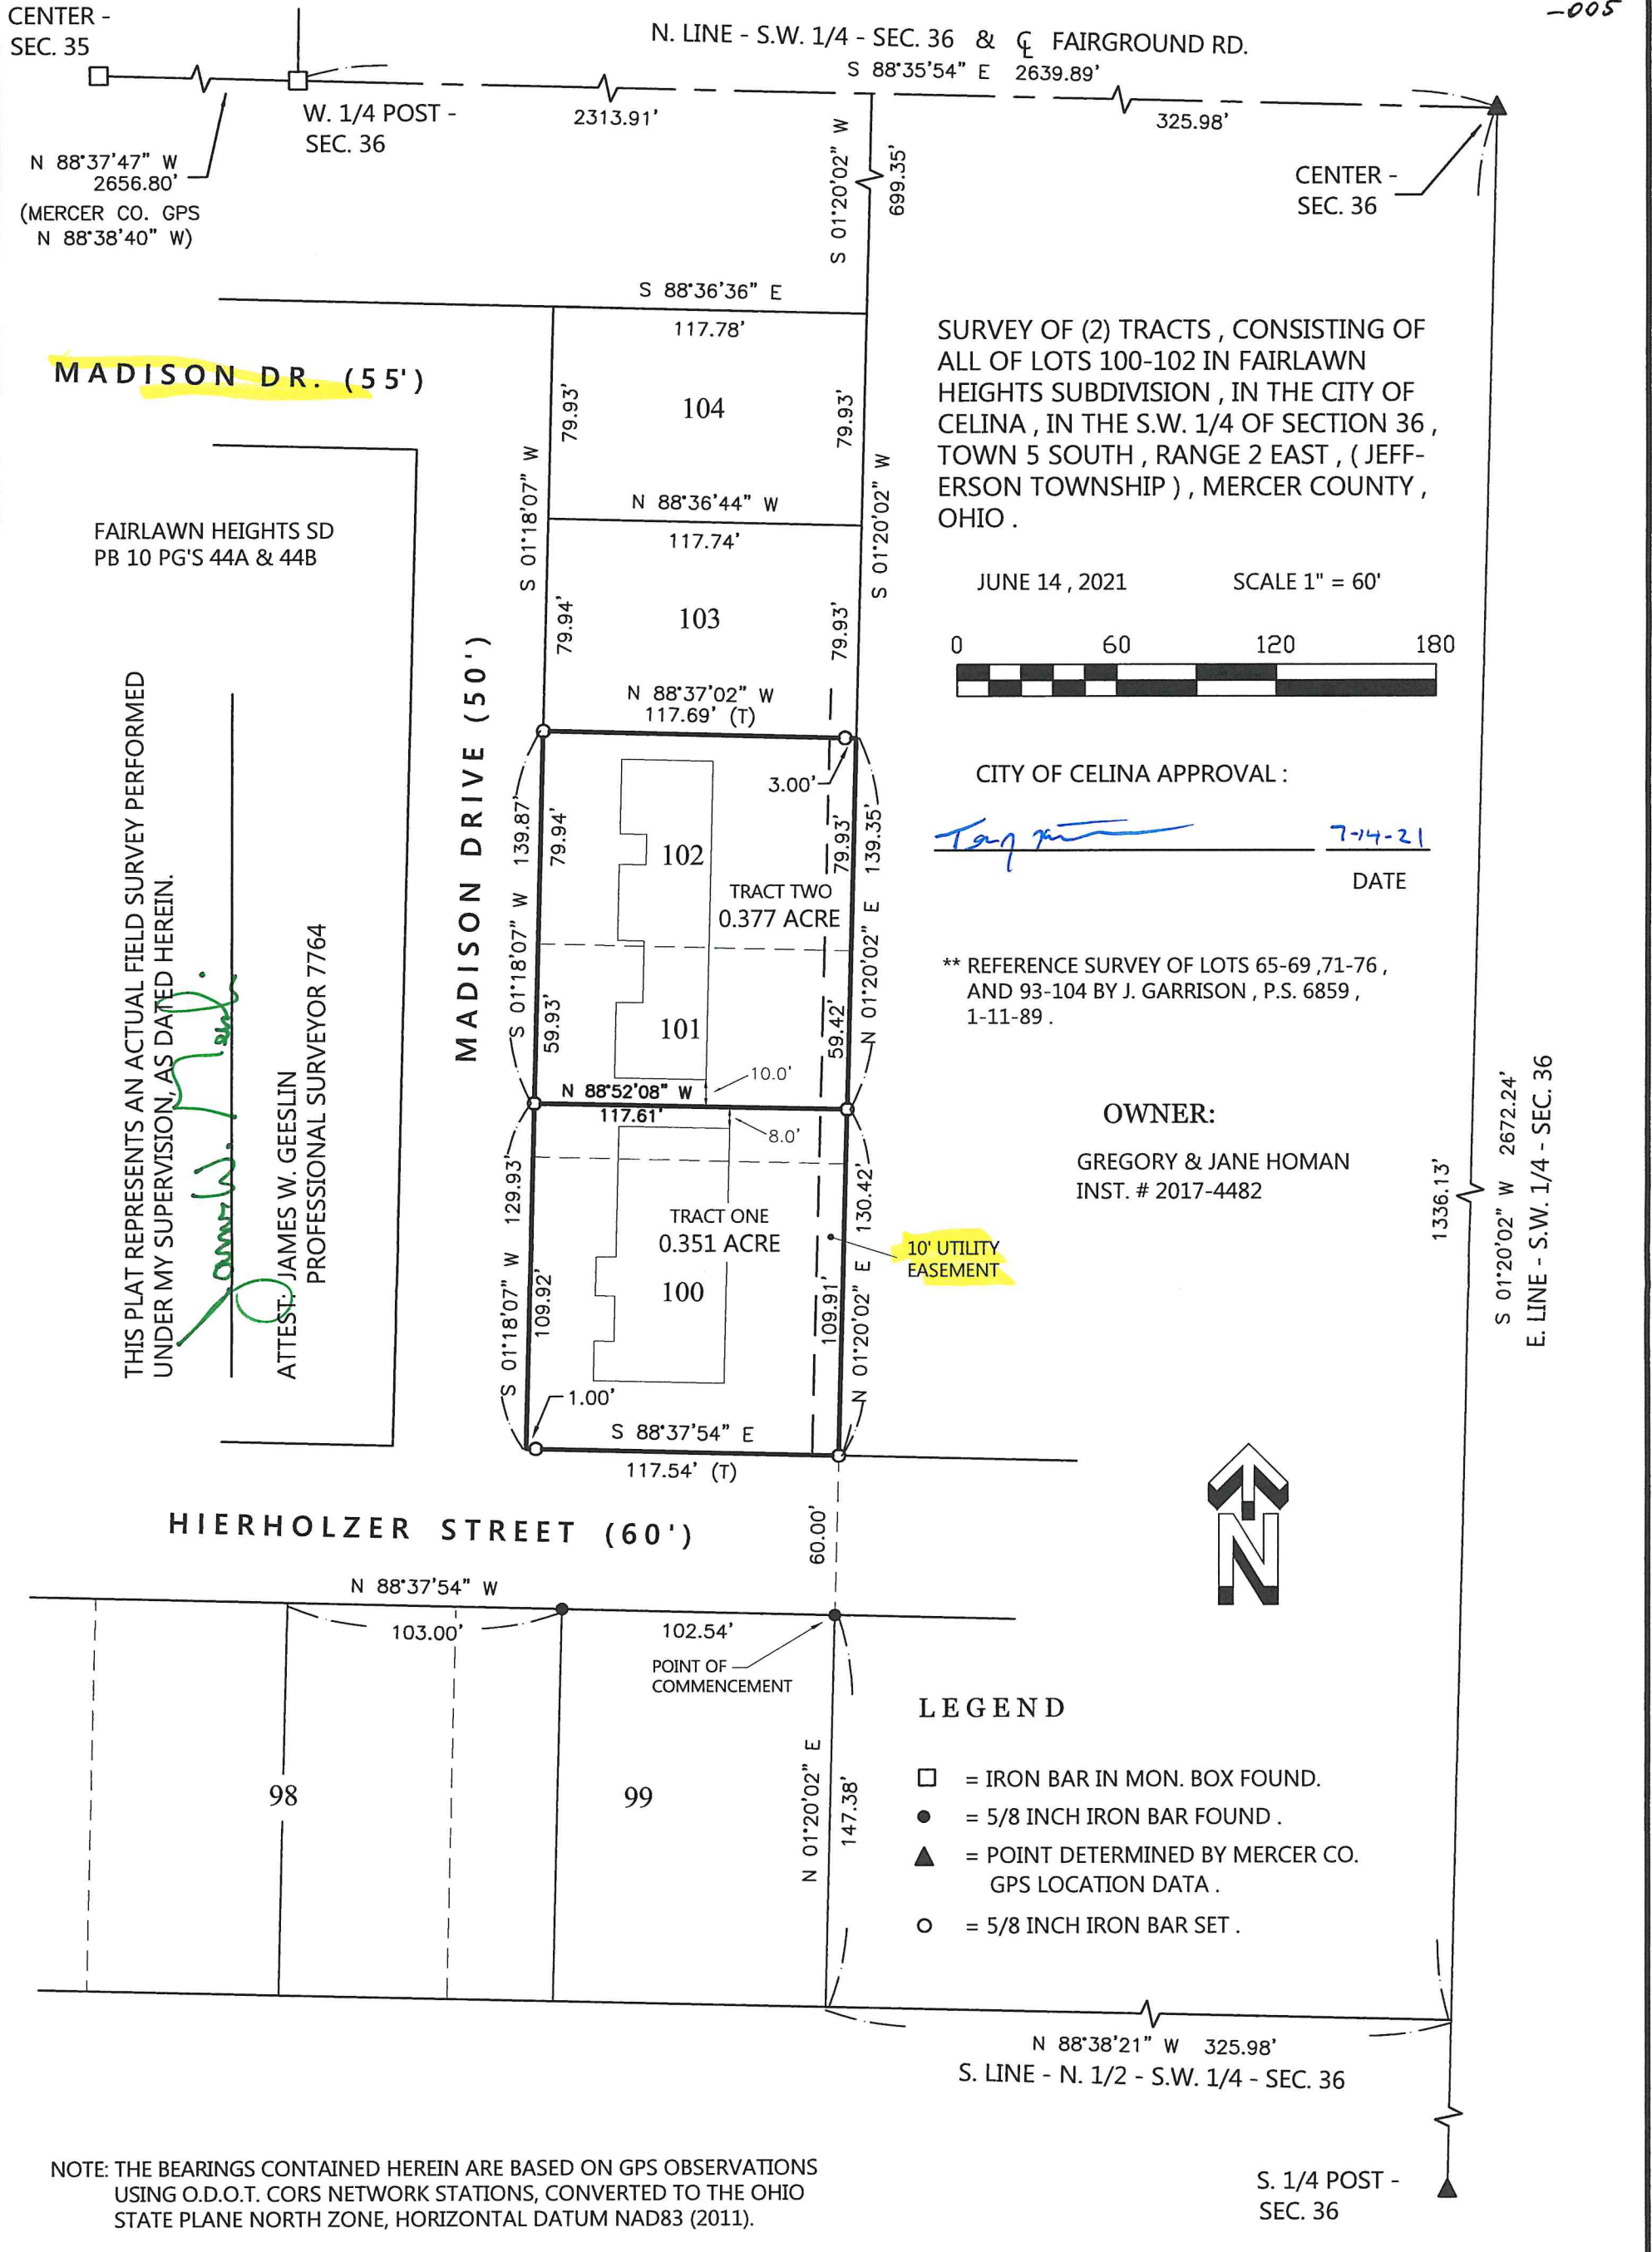 -005
CENTER -
SEC. 35
N. LINE - S.W. 1/4 - SEC. 36 & ℄ FAIRGROUND RD.
S 88°35'54" E 2639.89'
W. 1/4 POST -
SEC. 36
2313.91'
325.98'
N 88°37'47" W
2656.80'
(MERCER CO. GPS
N 88°38'40" W)
S 01°20'02" W
699.35'
CENTER -
SEC. 36
S 88°36'36" E
117.78'
MADISON DR. (55')
79.93'
104
79.93'
SURVEY OF (2) TRACTS , CONSISTING OF
ALL OF LOTS 100-102 IN FAIRLAWN
HEIGHTS SUBDIVISION , IN THE CITY OF
CELINA , IN THE S.W. 1/4 OF SECTION 36 ,
TOWN 5 SOUTH , RANGE 2 EAST , ( JEFF-
ERSON TOWNSHIP ) , MERCER COUNTY ,
OHIO .
S 01°18'07" W
N 88°36'44" W
117.74'
S 01°20'02" W
FAIRLAWN HEIGHTS SD
PB 10 PG'S 44A & 44B
JUNE 14 , 2021
SCALE 1" = 60'
79.94'
103
79.93'
0 60 120 180
N 88°37'02" W
117.69' (T)
MADISON DRIVE (50')
3.00'
CITY OF CELINA APPROVAL :
7-14-21
DATE
S 01°18'07" W 139.87'
79.94'
102
79.93'
N 01°20'02" E 139.35'
TRACT TWO
0.377 ACRE
** REFERENCE SURVEY OF LOTS 65-69 ,71-76 ,
AND 93-104 BY J. GARRISON , P.S. 6859 ,
1-11-89 .
59.93'
101
59.42'
10.0'
N 88°52'08" W
117.61'
8.0'
OWNER:
GREGORY & JANE HOMAN
INST. # 2017-4482
THIS PLAT REPRESENTS AN ACTUAL FIELD SURVEY PERFORMED
UNDER MY SUPERVISION, AS DATED HEREIN.
James W. Geeslin
ATTEST: JAMES W. GEESLIN
PROFESSIONAL SURVEYOR 7764
S 01°18'07" W 129.93'
109.92'
TRACT ONE
0.351 ACRE
100
109.91'
N 01°20'02" E 130.42'
10' UTILITY
EASEMENT
1336.13'
S 01°20'02" W 2672.24'
E. LINE - S.W. 1/4 - SEC. 36
1.00'
S 88°37'54" E
117.54' (T)
HIERHOLZER STREET (60')
60.00'
N
N 88°37'54" W
103.00'
102.54'
POINT OF
COMMENCEMENT
98
99
N 01°20'02" E
147.38'
LEGEND
= IRON BAR IN MON. BOX FOUND.
= 5/8 INCH IRON BAR FOUND .
= POINT DETERMINED BY MERCER CO.
GPS LOCATION DATA .
= 5/8 INCH IRON BAR SET .
N 88°38'21" W 325.98'
S. LINE - N. 1/2 - S.W. 1/4 - SEC. 36
NOTE: THE BEARINGS CONTAINED HEREIN ARE BASED ON GPS OBSERVATIONS
USING O.D.O.T. CORS NETWORK STATIONS, CONVERTED TO THE OHIO
STATE PLANE NORTH ZONE, HORIZONTAL DATUM NAD83 (2011).
S. 1/4 POST -
SEC. 36